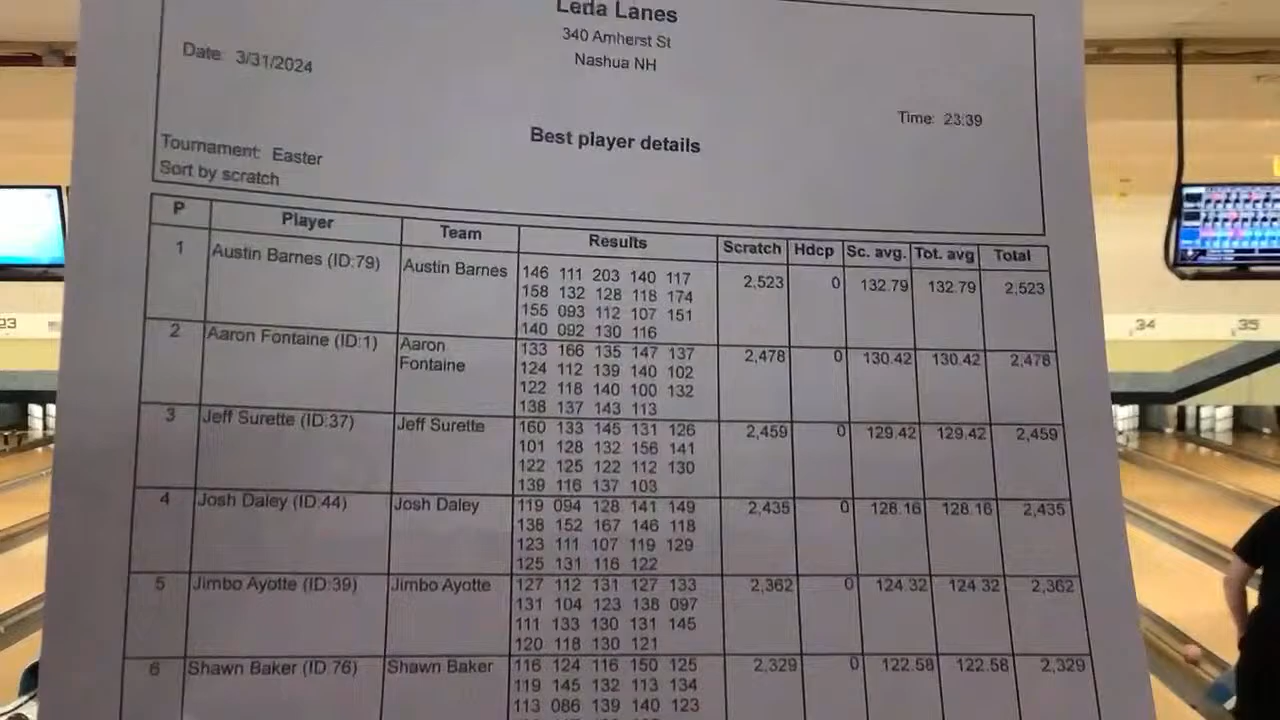 Leda Lanes
340 Amherst St
Nashua NH
Date: 3/31/2024
Time: 23:39
Best player details
Tournament: Easter
Sort by scratch
P Player Team Results Scratch Hdcp Sc. avg. Tot. avg Total
1 Austin Barnes (ID:79) Austin Barnes 146 111 203 140 117 2,523 0 132.79 132.79 2,523
158 132 128 118 174
155 093 112 107 151
140 092 130 116
2 Aaron Fontaine (ID:1) Aaron 133 166 135 147 137 2,478 0 130.42 130.42 2,478
Fontaine 124 112 139 140 102
122 118 140 100 132
138 137 143 113
3 Jeff Surette (ID:37) Jeff Surette 160 133 145 131 126 2,459 0 129.42 129.42 2,459
101 128 132 156 141
122 125 122 112 130
139 116 137 103
4 Josh Daley (ID:44) Josh Daley 119 094 128 141 149 2,435 0 128.16 128.16 2,435
138 152 167 146 118
123 111 107 119 129
125 131 116 122
5 Jimbo Ayotte (ID:39) Jimbo Ayotte 127 112 131 127 133 2,362 0 124.32 124.32 2,362
131 104 123 138 097
111 133 130 131 145
120 118 130 121
6 Shawn Baker (ID:76) Shawn Baker 116 124 116 150 125 2,329 0 122.58 122.58 2,329
119 145 132 113 134
113 086 139 140 123
34
35